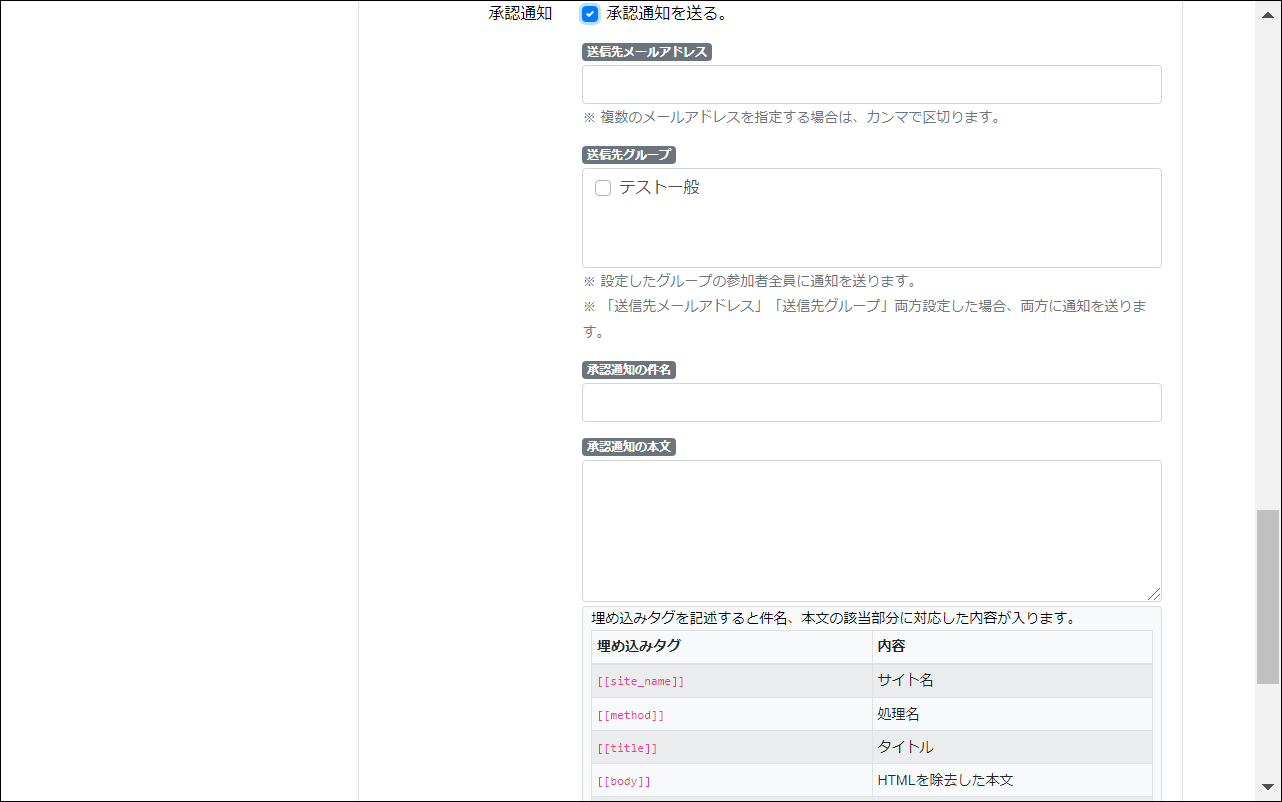 承認通知 承認通知を送る。
送信先メールアドレス
※ 複数のメールアドレスを指定する場合は、カンマで区切ります。
送信先グループ
テスト一般
※ 設定したグループの参加者全員に通知を送ります。
※ 「送信先メールアドレス」「送信先グループ」両方設定した場合、両方に通知を送りま
す。
承認通知の件名
承認通知の本文
埋め込みタグを記述すると件名、本文の該当部分に対応した内容が入ります。
埋め込みタグ 内容
[[site_name]] サイト名
[[method]] 処理名
[[title]] タイトル
[[body]] HTMLを除去した本文